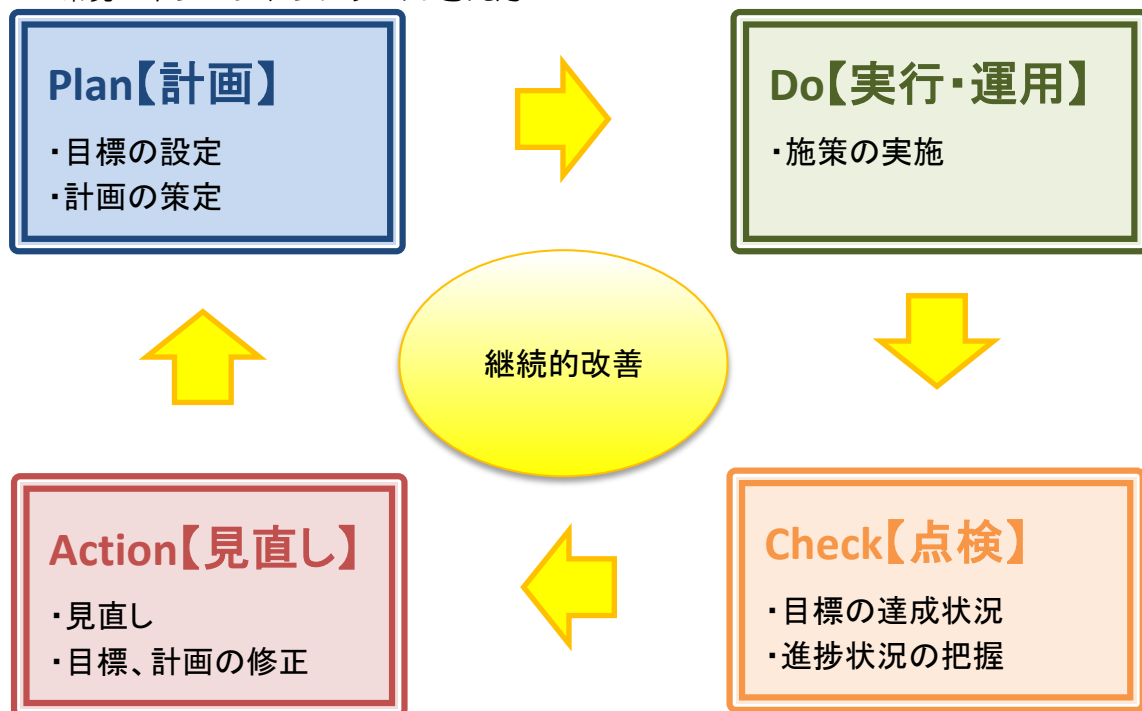 Plan【計画】
・目標の設定
・計画の策定
Do【実行・運用】
・施策の実施
継続的改善
Action【見直し】
・見直し
・目標、計画の修正
Check【点検】
・目標の達成状況
・進捗状況の把握